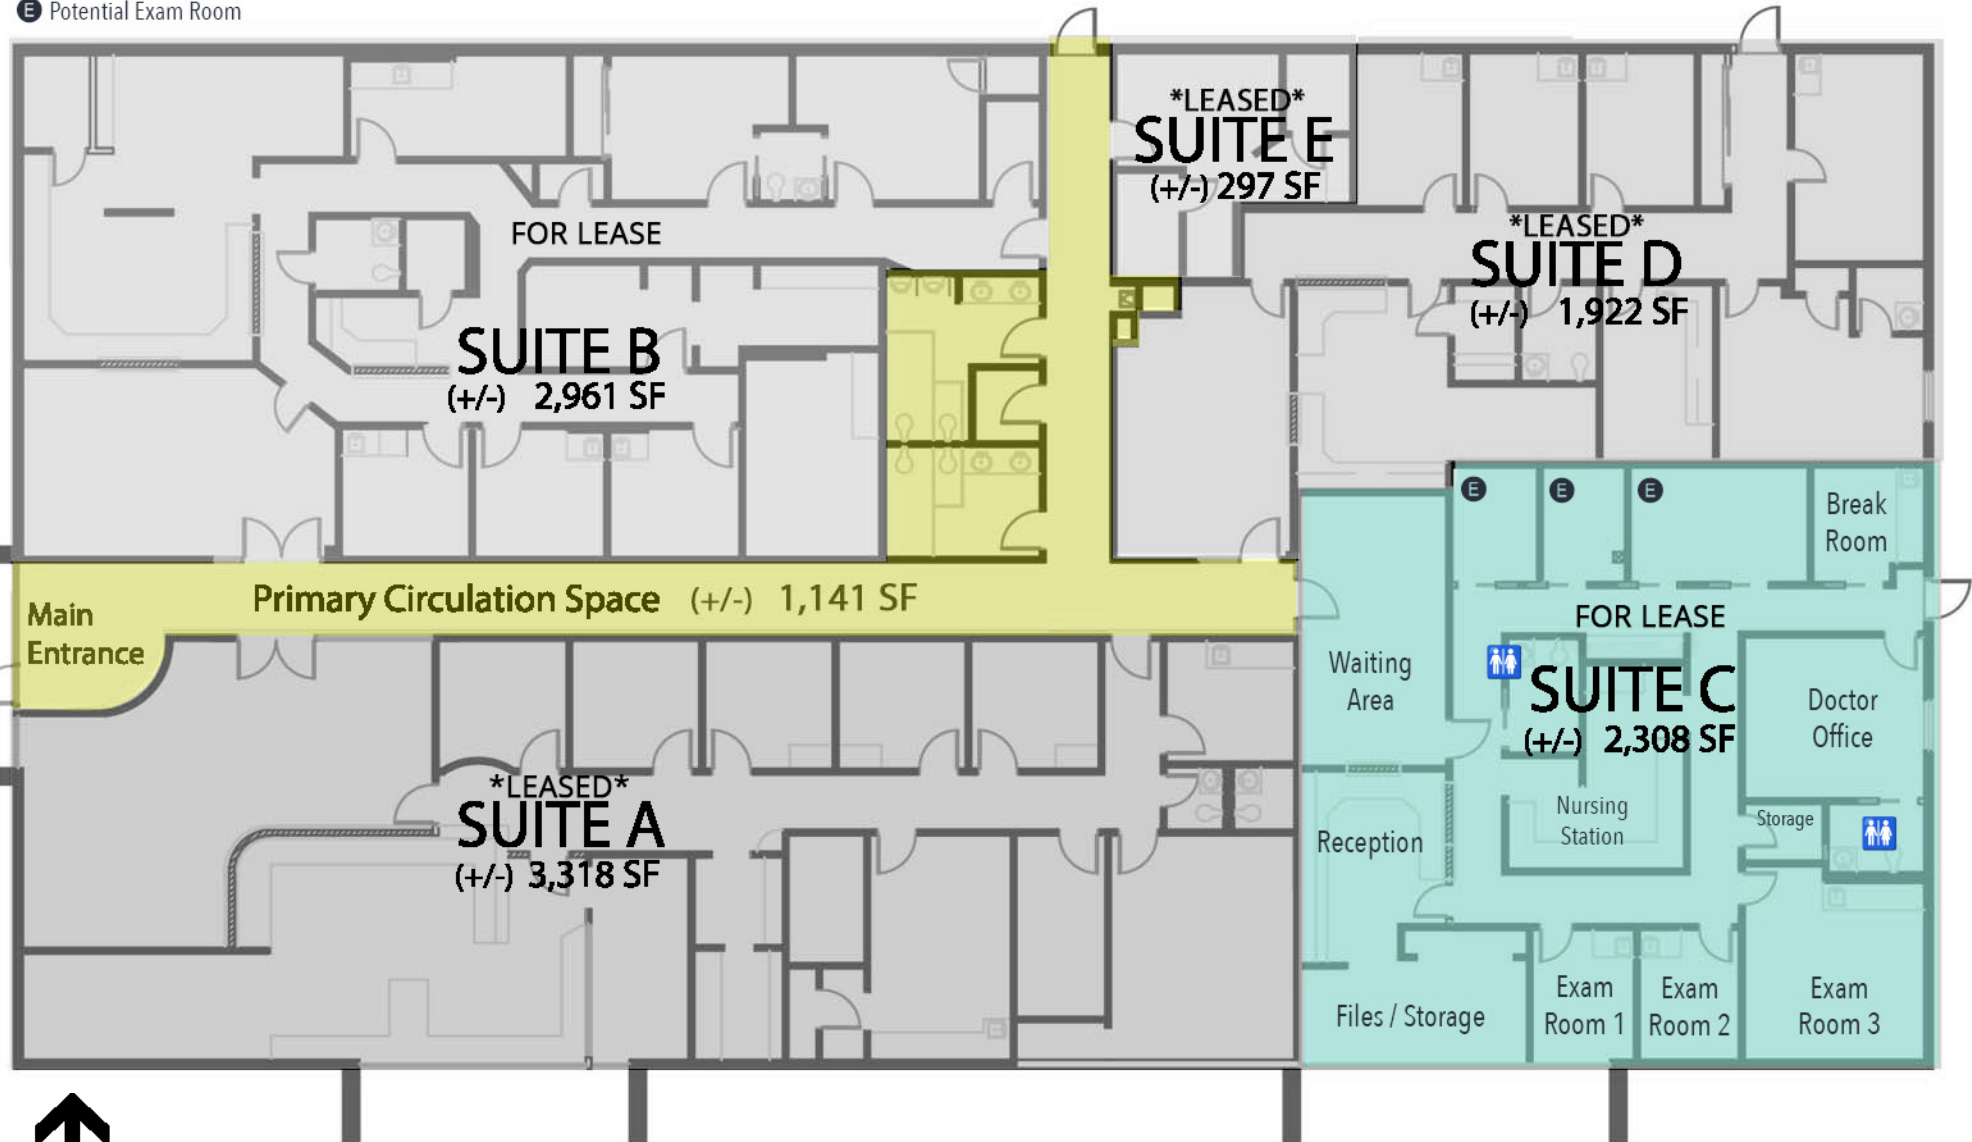 E Potential Exam Room
*LEASED*
SUITE E
(+/-) 297 SF
*LEASED*
SUITE D
(+/-) 1,922 SF
FOR LEASE
SUITE B
(+/-) 2,961 SF
E
E
E
Break
Room
Primary Circulation Space (+/-) 1,141 SF
Main
Entrance
FOR LEASE
SUITE C
(+/-) 2,308 SF
Waiting
Area
Doctor
Office
*LEASED*
SUITE A
(+/-) 3,318 SF
Reception
Nursing
Station
Storage
Files / Storage
Exam
Room 1
Exam
Room 2
Exam
Room 3